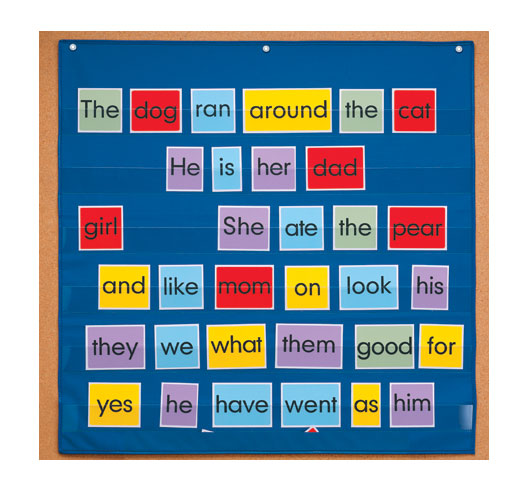 The dog ran around the cat
He is her dad
girl She ate the pear
and like mom on look his
they we what them good for
yes he have went as him